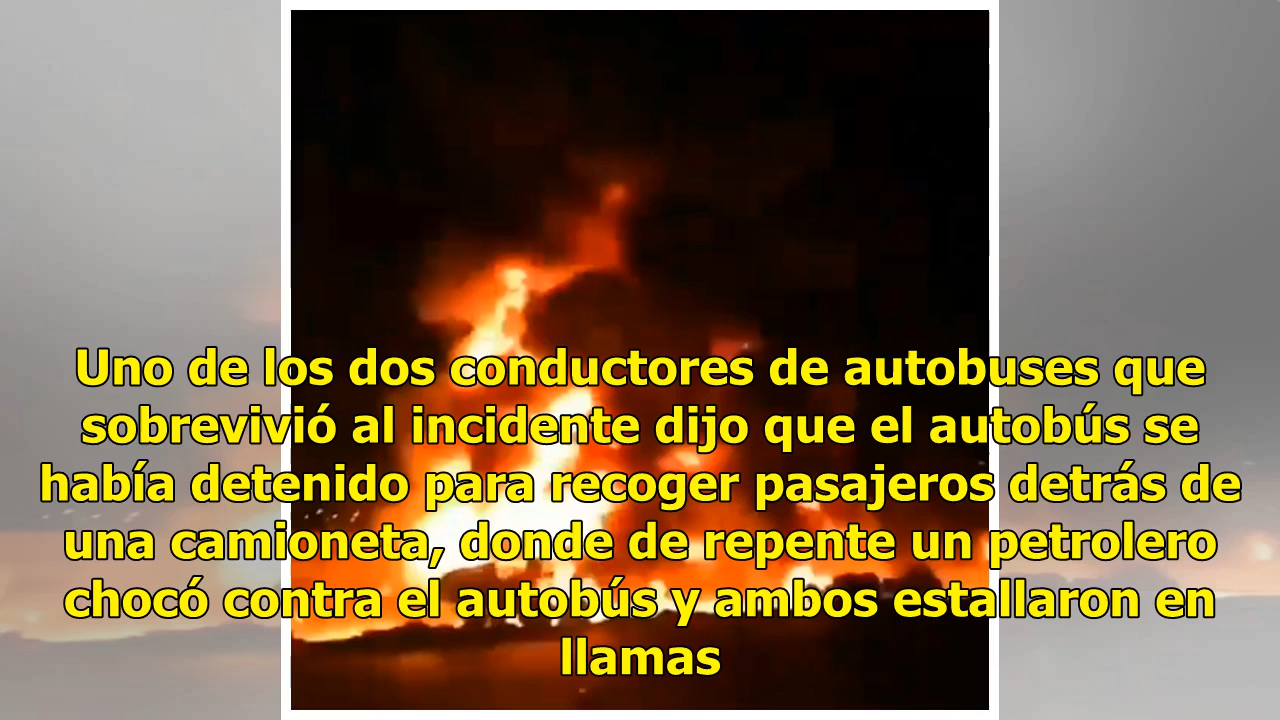 Uno de los dos conductores de autobuses que
sobrevivió al incidente dijo que el autobús se
había detenido para recoger pasajeros detrás de
una camioneta, donde de repente un petrolero
chocó contra el autobús y ambos estallaron en
llamas